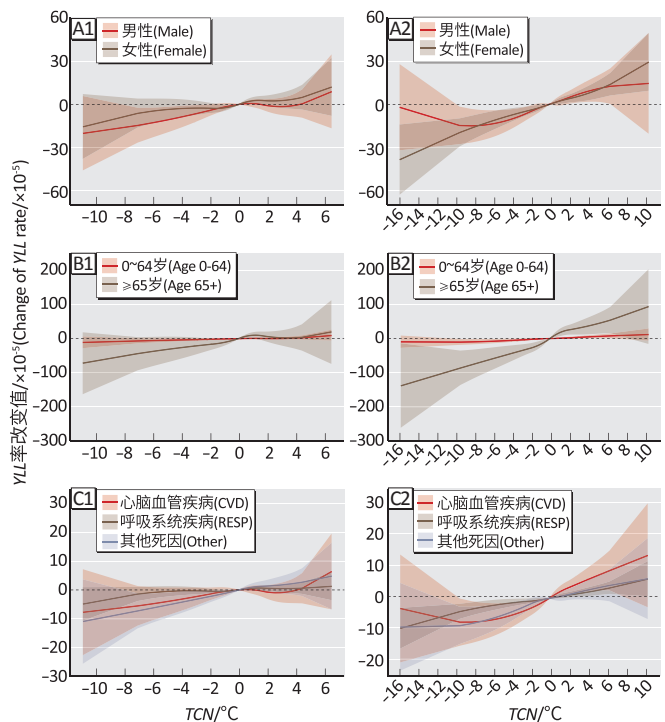 YLL率改变值/×10⁻⁵(Change of YLL rate/×10⁻⁵)
A1
男性(Male)
女性(Female)
60
30
0
−30
−60
−10 −8 −6 −4 −2 0 2 4 6
A2
男性(Male)
女性(Female)
60
30
0
−30
−60
−16 −14 −12 −10 −8 −6 −4 −2 0 2 4 6 8 10
B1
0~64岁(Age 0-64)
⩾65岁(Age 65+)
200
100
0
−100
−200
−300
−10 −8 −6 −4 −2 0 2 4 6
B2
0~64岁(Age 0-64)
⩾65岁(Age 65+)
200
100
0
−100
−200
−300
−16 −14 −12 −10 −8 −6 −4 −2 0 2 4 6 8 10
C1
心脑血管疾病(CVD)
呼吸系统疾病(RESP)
其他死因(Other)
30
20
10
0
−10
−20
−30
−10 −8 −6 −4 −2 0 2 4 6
TCN/°C
C2
心脑血管疾病(CVD)
呼吸系统疾病(RESP)
其他死因(Other)
30
20
10
0
−10
−20
−16 −14 −12 −10 −8 −6 −4 −2 0 2 4 6 8 10
TCN/°C